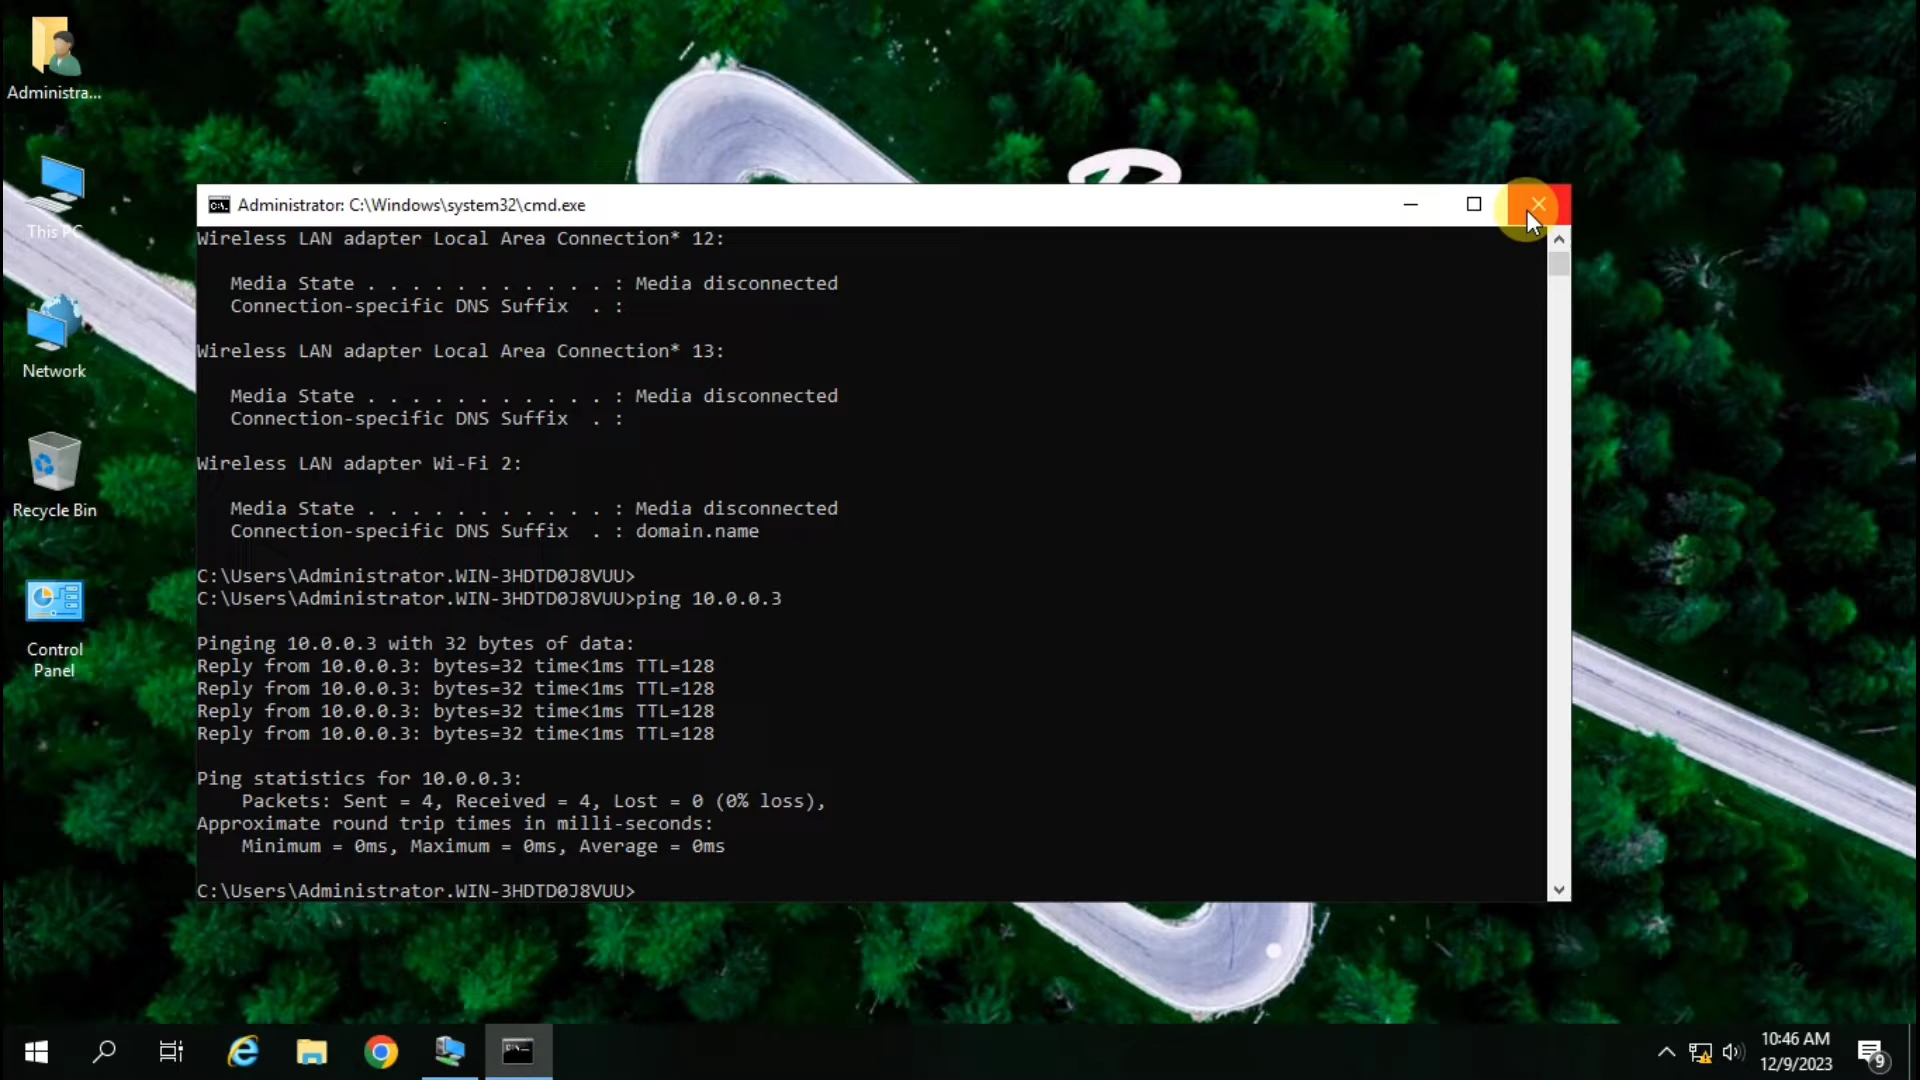 Administra...
This PC
Network
Recycle Bin
Control
Panel
Administrator: C:\Windows\system32\cmd.exe
Wireless LAN adapter Local Area Connection* 12:
Media State . . . . . . . . . . . : Media disconnected
Connection-specific DNS Suffix  . :
Wireless LAN adapter Local Area Connection* 13:
Media State . . . . . . . . . . . : Media disconnected
Connection-specific DNS Suffix  . :
Wireless LAN adapter Wi-Fi 2:
Media State . . . . . . . . . . . : Media disconnected
Connection-specific DNS Suffix  . : domain.name
C:\Users\Administrator.WIN-3HDTD0J8VUU>
C:\Users\Administrator.WIN-3HDTD0J8VUU>ping 10.0.0.3
Pinging 10.0.0.3 with 32 bytes of data:
Reply from 10.0.0.3: bytes=32 time<1ms TTL=128
Reply from 10.0.0.3: bytes=32 time<1ms TTL=128
Reply from 10.0.0.3: bytes=32 time<1ms TTL=128
Reply from 10.0.0.3: bytes=32 time<1ms TTL=128
Ping statistics for 10.0.0.3:
Packets: Sent = 4, Received = 4, Lost = 0 (0% loss),
Approximate round trip times in milli-seconds:
Minimum = 0ms, Maximum = 0ms, Average = 0ms
C:\Users\Administrator.WIN-3HDTD0J8VUU>
10:46 AM
12/9/2023
9